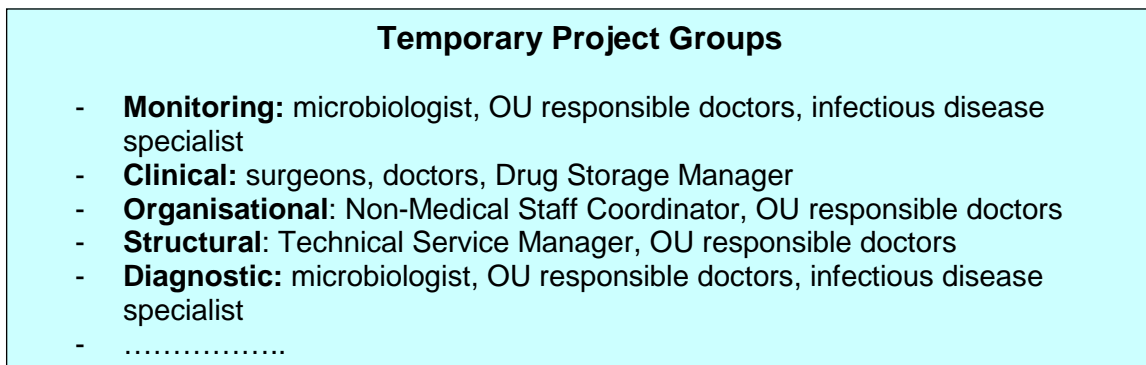 Temporary Project Groups
- Monitoring: microbiologist, OU responsible doctors, infectious disease
specialist
- Clinical: surgeons, doctors, Drug Storage Manager
- Organisational: Non-Medical Staff Coordinator, OU responsible doctors
- Structural: Technical Service Manager, OU responsible doctors
- Diagnostic: microbiologist, OU responsible doctors, infectious disease
specialist
- ……………..